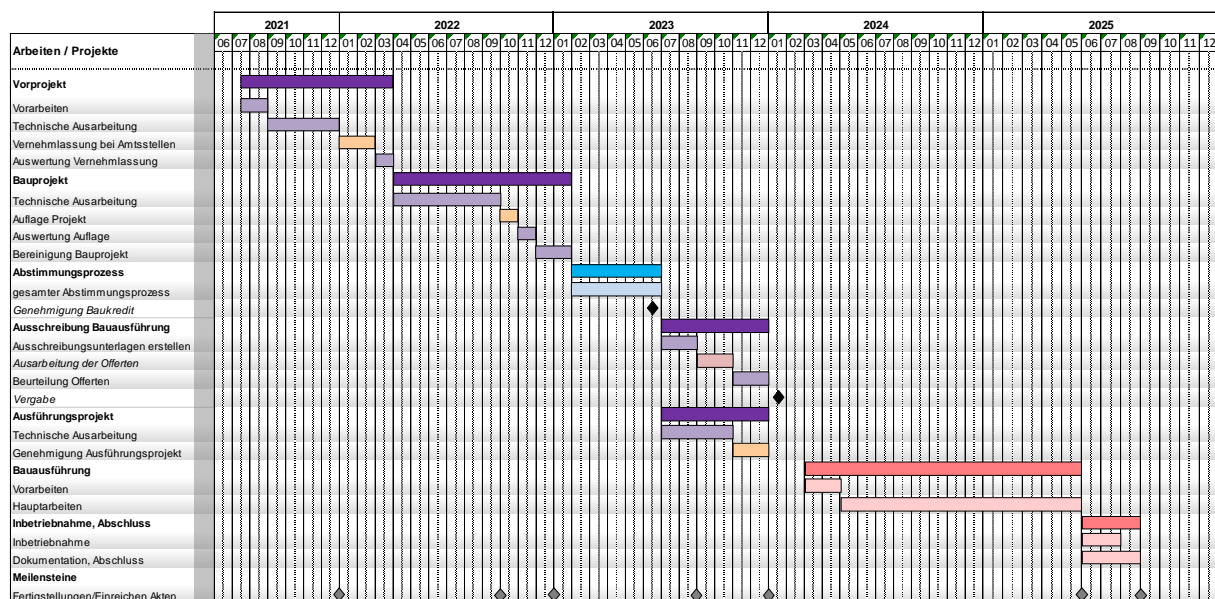 2021 2022 2023 2024 2025
Arbeiten / Projekte 06 07 08 09 10 11 12 01 02 03 04 05 06 07 08 09 10 11 12 01 02 03 04 05 06 07 08 09 10 11 12 01 02 03 04 05 06 07 08 09 10 11 12 01 02 03 04 05 06 07 08 09 10 11 12
Vorprojekt
Vorarbeiten
Technische Ausarbeitung
Vernehmlassung bei Amtsstellen
Auswertung Vernehmlassung
Bauprojekt
Technische Ausarbeitung
Auflage Projekt
Auswertung Auflage
Bereinigung Bauprojekt
Abstimmungsprozess
gesamter Abstimmungsprozess
Genehmigung Baukredit
Ausschreibung Bauausführung
Ausschreibungsunterlagen erstellen
Ausarbeitung der Offerten
Beurteilung Offerten
Vergabe
Ausführungsprojekt
Technische Ausarbeitung
Genehmigung Ausführungsprojekt
Bauausführung
Vorarbeiten
Hauptarbeiten
Inbetriebnahme, Abschluss
Inbetriebnahme
Dokumentation, Abschluss
Meilensteine
Fertigstellungen/Einreichen Akten